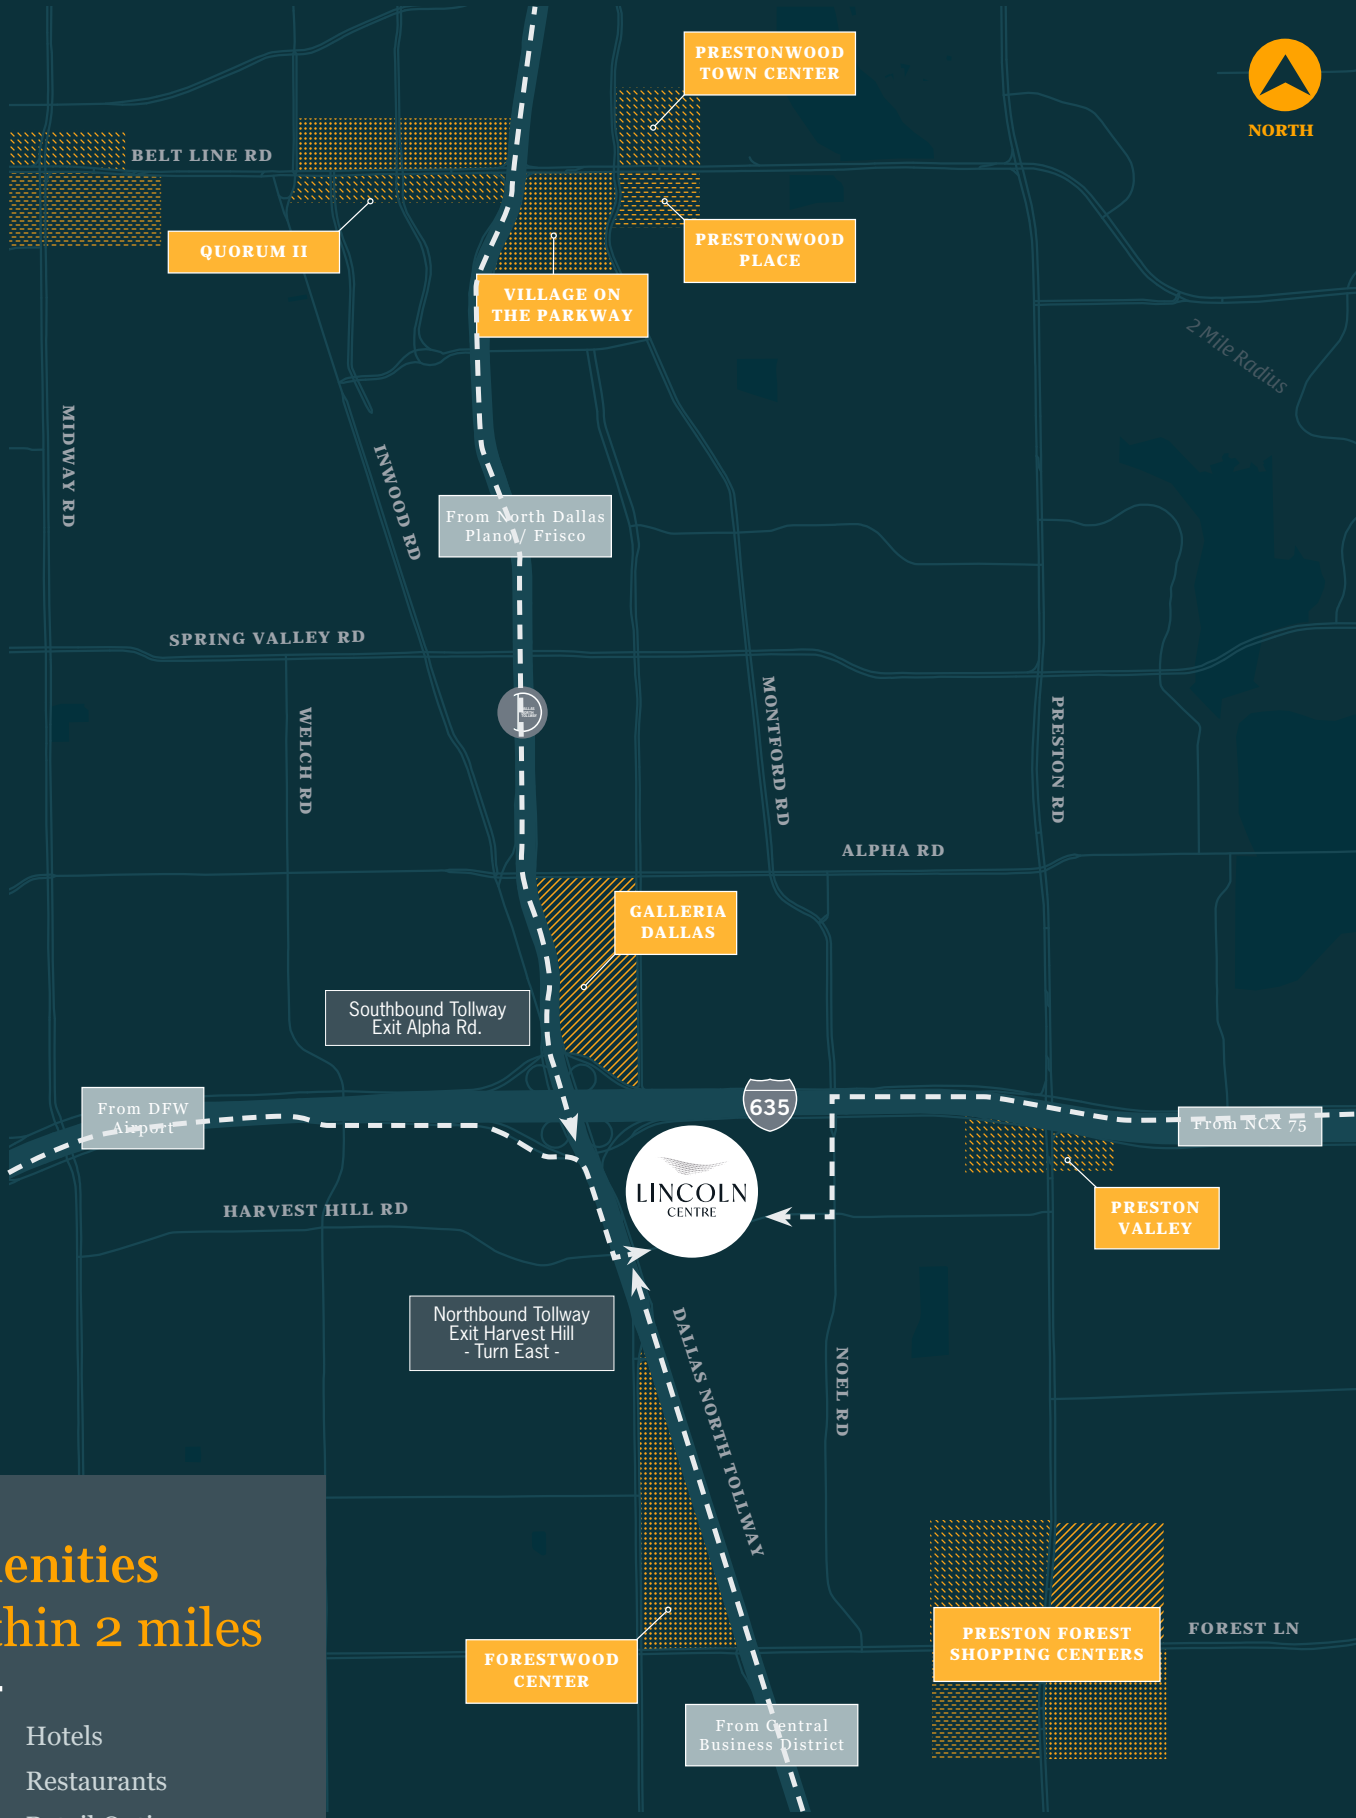 PRESTONWOOD
TOWN CENTER
NORTH
BELT LINE RD
QUORUM II
PRESTONWOOD
PLACE
VILLAGE ON
THE PARKWAY
2 Mile Radius
MIDWAY RD
INWOOD RD
From North Dallas
Plano / Frisco
SPRING VALLEY RD
WELCH RD
MONTFORD RD
PRESTON RD
ALPHA RD
GALLERIA
DALLAS
Southbound Tollway
Exit Alpha Rd.
From DFW
Airport
635
From NCX 75
LINCOLN
CENTRE
PRESTON
VALLEY
HARVEST HILL RD
Northbound Tollway
Exit Harvest Hill
- Turn East -
DALLAS NORTH TOLLWAY
NOEL RD
FORESTWOOD
CENTER
PRESTON FOREST
SHOPPING CENTERS
FOREST LN
From Central
Business District
enities
hin 2 miles
Hotels
Restaurants